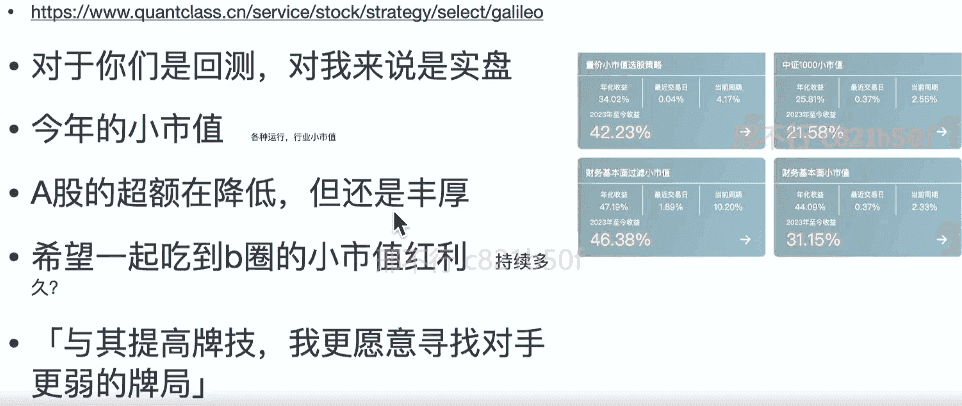 • https://www.quantclass.cn/service/stock/strategy/select/galileo
• 对于你们是回测，对我来说是实盘
• 今年的小市值 各种运行，行业小市值
• A股的超额在降低，但还是丰厚
• 希望一起吃到b圈的小市值红利 持续多
久？
• 「与其提高牌技，我更愿意寻找对手
更弱的牌局」
量价小市值选股策略
年化收益 最近交易日 当前周期
34.02% 0.04% 4.17%
2023年至今收益
42.23% →
中证1000小市值
年化收益 最近交易日 当前周期
25.81% 0.37% 2.55%
2023年至今收益
21.58% →
财务基本面过滤小市值
年化收益 最近交易日 当前周期
47.19% 1.89% 10.20%
2023年至今收益
46.38% →
财务基本面小市值
年化收益 最近交易日 当前周期
44.09% 0.37% 2.33%
2023年至今收益
31.15% →